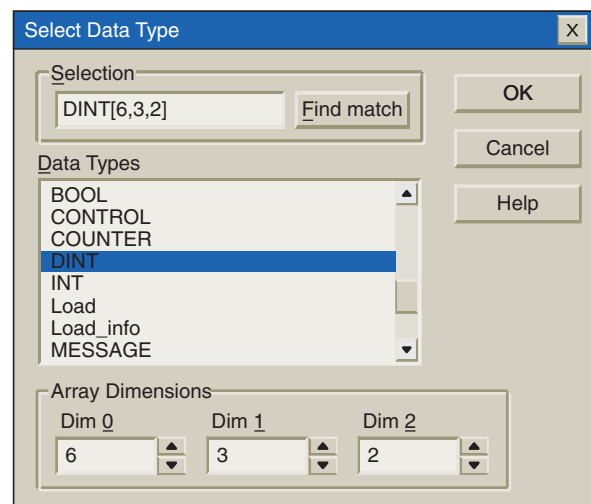 Select Data Type
X
Selection
DINT[6,3,2]
Find match
OK
Cancel
Help
Data Types
BOOL
CONTROL
COUNTER
DINT
INT
Load
Load_info
MESSAGE
Array Dimensions
Dim 0 Dim 1 Dim 2
6 3 2